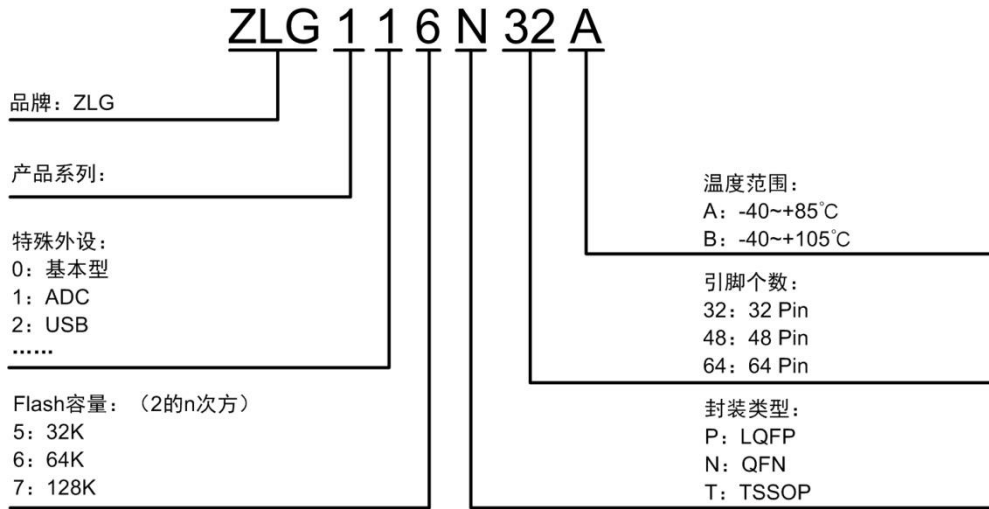 ZLG 1 1 6 N 32 A
品牌：ZLG
产品系列：
特殊外设：
0：基本型
1：ADC
2：USB
……
Flash容量：（2的n次方）
5：32K
6：64K
7：128K
温度范围：
A：-40~+85℃
B：-40~+105℃
引脚个数：
32：32 Pin
48：48 Pin
64：64 Pin
封装类型：
P：LQFP
N：QFN
T：TSSOP